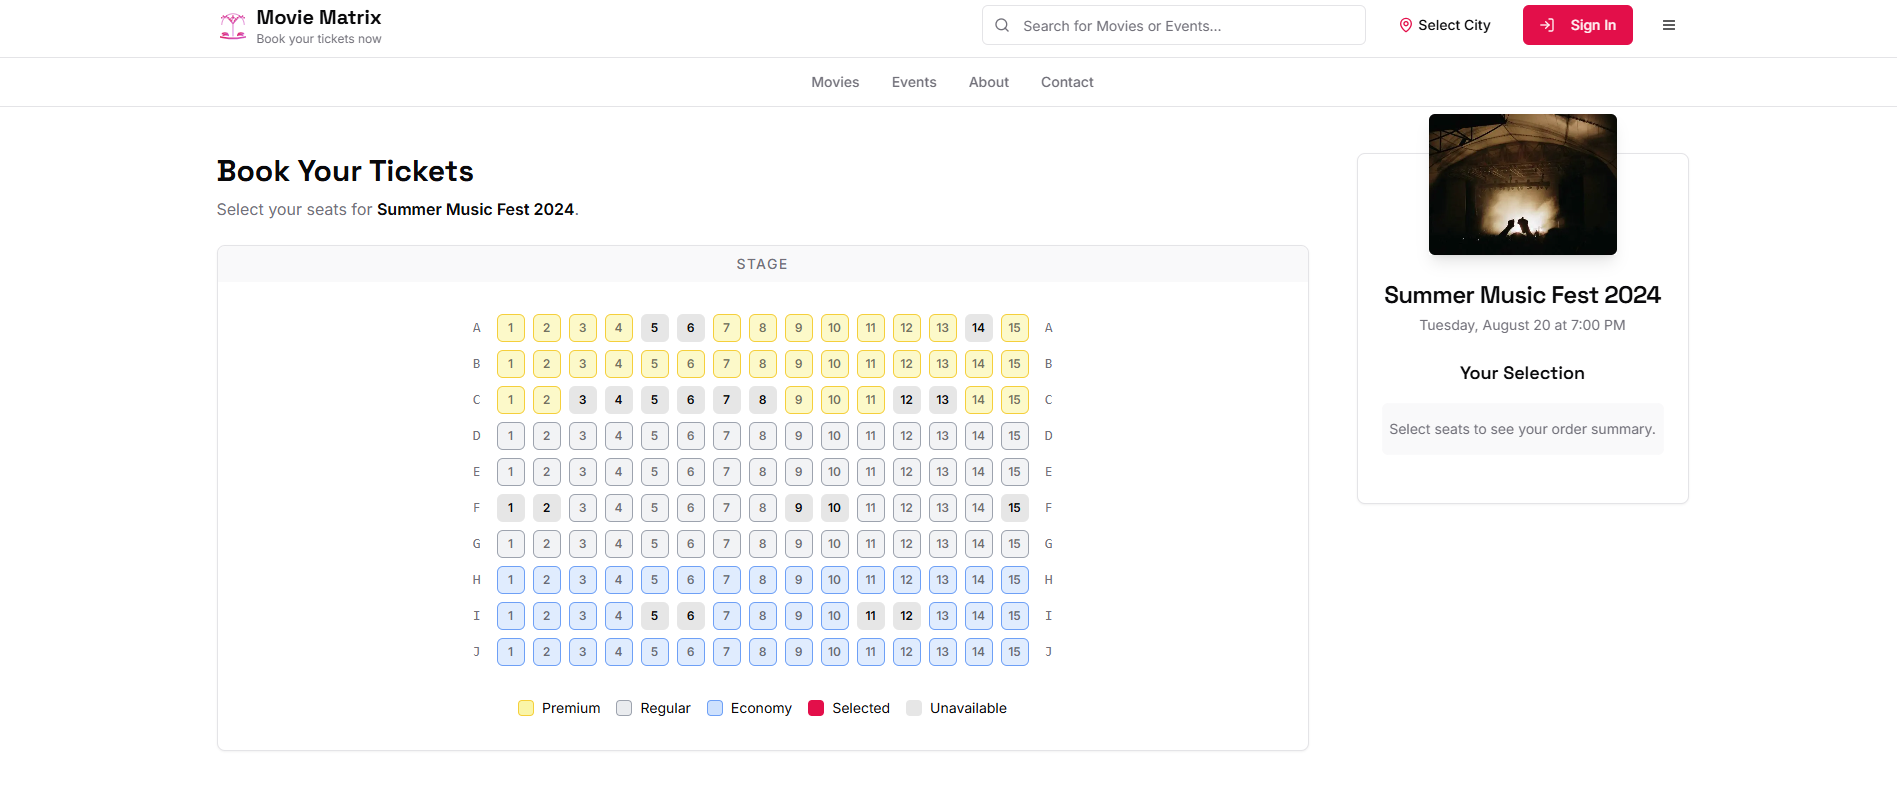 Movie Matrix
Book your tickets now
Search for Movies or Events...
Select City
Sign In
Movies Events About Contact
Book Your Tickets
Select your seats for Summer Music Fest 2024.
STAGE
A 1 2 3 4 5 6 7 8 9 10 11 12 13 14 15 A
B 1 2 3 4 5 6 7 8 9 10 11 12 13 14 15 B
C 1 2 3 4 5 6 7 8 9 10 11 12 13 14 15 C
D 1 2 3 4 5 6 7 8 9 10 11 12 13 14 15 D
E 1 2 3 4 5 6 7 8 9 10 11 12 13 14 15 E
F 1 2 3 4 5 6 7 8 9 10 11 12 13 14 15 F
G 1 2 3 4 5 6 7 8 9 10 11 12 13 14 15 G
H 1 2 3 4 5 6 7 8 9 10 11 12 13 14 15 H
I 1 2 3 4 5 6 7 8 9 10 11 12 13 14 15 I
J 1 2 3 4 5 6 7 8 9 10 11 12 13 14 15 J
Premium Regular Economy Selected Unavailable
Summer Music Fest 2024
Tuesday, August 20 at 7:00 PM
Your Selection
Select seats to see your order summary.